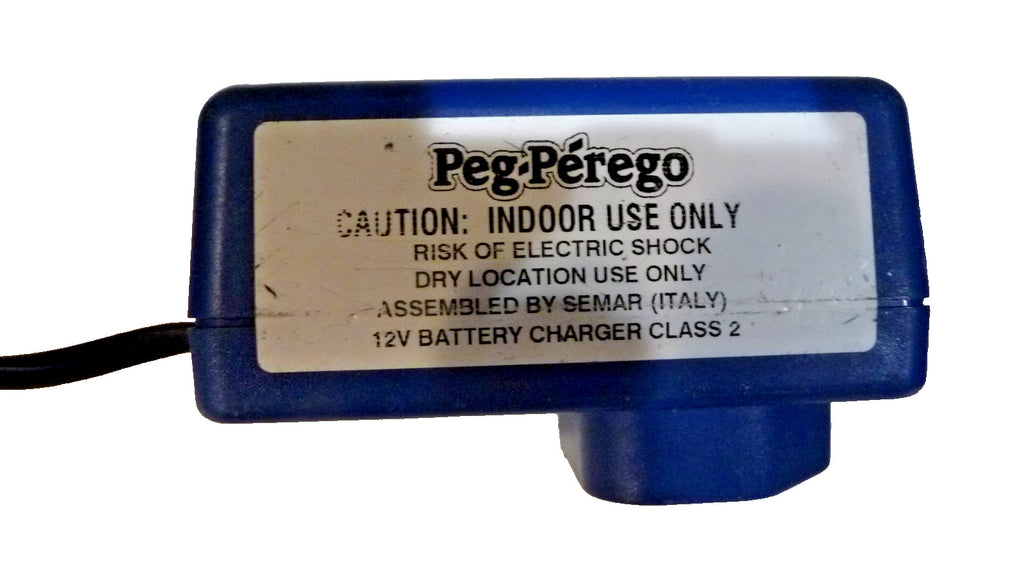 Peg-Pérego
CAUTION: INDOOR USE ONLY
RISK OF ELECTRIC SHOCK
DRY LOCATION USE ONLY
ASSEMBLED BY SEMAR (ITALY)
12V BATTERY CHARGER CLASS 2